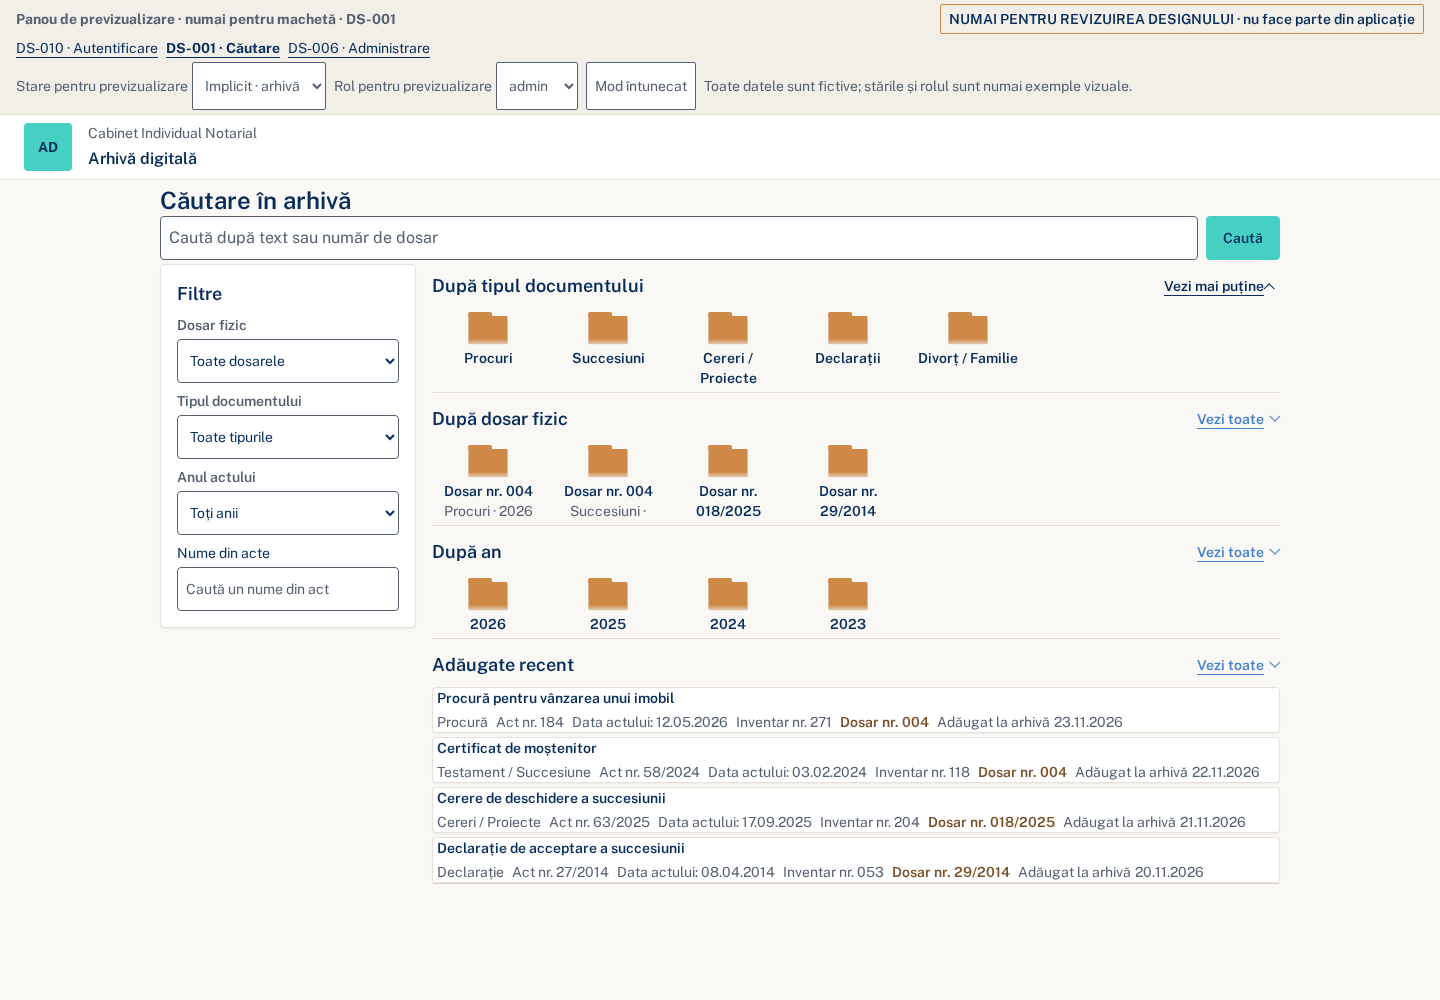 Panou de previzualizare · numai pentru machetă · DS-001
NUMAI PENTRU REVIZUIREA DESIGNULUI · nu face parte din aplicație
DS-010 · Autentificare DS-001 · Căutare DS-006 · Administrare
Stare pentru previzualizare Implicit · arhivă Rol pentru previzualizare admin Mod întunecat Toate datele sunt fictive; stările și rolul sunt numai exemple vizuale.
AD
Cabinet Individual Notarial
Arhivă digitală
Căutare în arhivă
Caută după text sau număr de dosar
Caută
Filtre
Dosar fizic
Toate dosarele
Tipul documentului
Toate tipurile
Anul actului
Toți anii
Nume din acte
Caută un nume din act
După tipul documentului
Vezi mai puține
Procuri
Succesiuni
Cereri /
Proiecte
Declarații
Divorț / Familie
După dosar fizic
Vezi toate
Dosar nr. 004
Procuri · 2026
Dosar nr. 004
Succesiuni ·
Dosar nr.
018/2025
Dosar nr.
29/2014
După an
Vezi toate
2026
2025
2024
2023
Adăugate recent
Vezi toate
Procură pentru vânzarea unui imobil
Procură Act nr. 184 Data actului: 12.05.2026 Inventar nr. 271 Dosar nr. 004 Adăugat la arhivă 23.11.2026
Certificat de moștenitor
Testament / Succesiune Act nr. 58/2024 Data actului: 03.02.2024 Inventar nr. 118 Dosar nr. 004 Adăugat la arhivă 22.11.2026
Cerere de deschidere a succesiunii
Cereri / Proiecte Act nr. 63/2025 Data actului: 17.09.2025 Inventar nr. 204 Dosar nr. 018/2025 Adăugat la arhivă 21.11.2026
Declarație de acceptare a succesiunii
Declarație Act nr. 27/2014 Data actului: 08.04.2014 Inventar nr. 053 Dosar nr. 29/2014 Adăugat la arhivă 20.11.2026